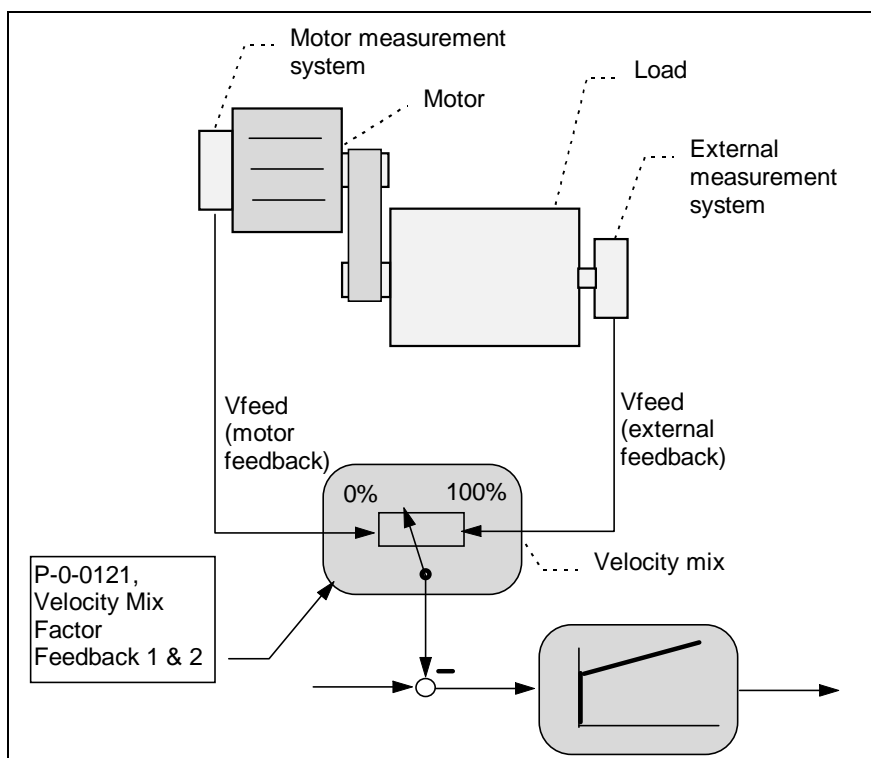 Motor measurement
system
Motor
Load
External
measurement
system
Vfeed
(motor
feedback)
Vfeed
(external
feedback)
0%
100%
Velocity mix
P-0-0121,
Velocity Mix
Factor
Feedback 1 & 2